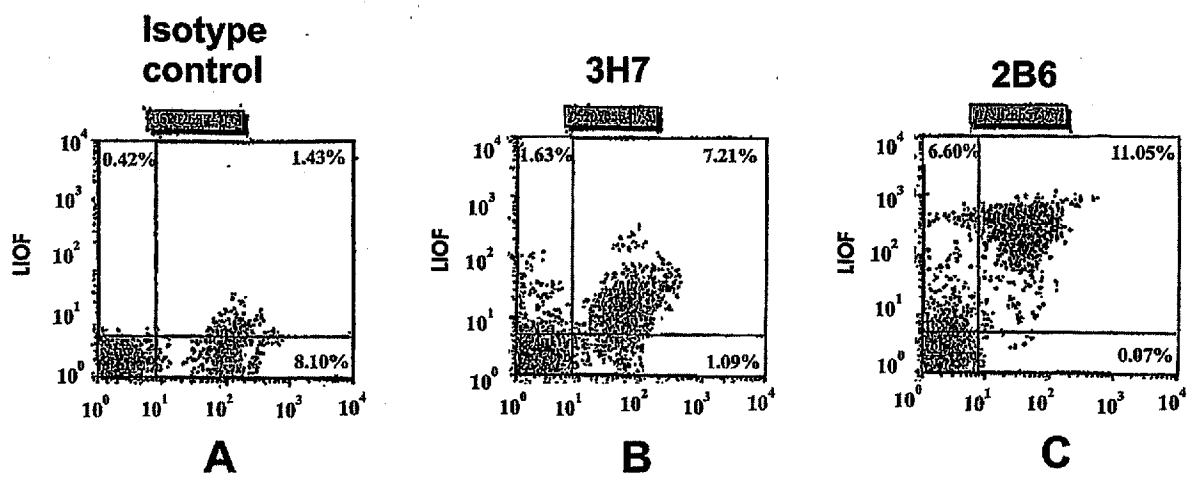 Isotype
control
3H7
2B6
10⁴
0.42%
1.43%
10³
LIOF
10²
10¹
8.10%
10⁰
10⁰ 10¹ 10² 10³ 10⁴
A
10⁴
1.63%
7.21%
10³
LIOF
10²
10¹
1.09%
10⁰
10⁰ 10¹ 10² 10³ 10⁴
B
10⁴
6.60%
11.05%
10³
LIOF
10²
10¹
0.07%
10⁰
10⁰ 10¹ 10² 10³ 10⁴
C